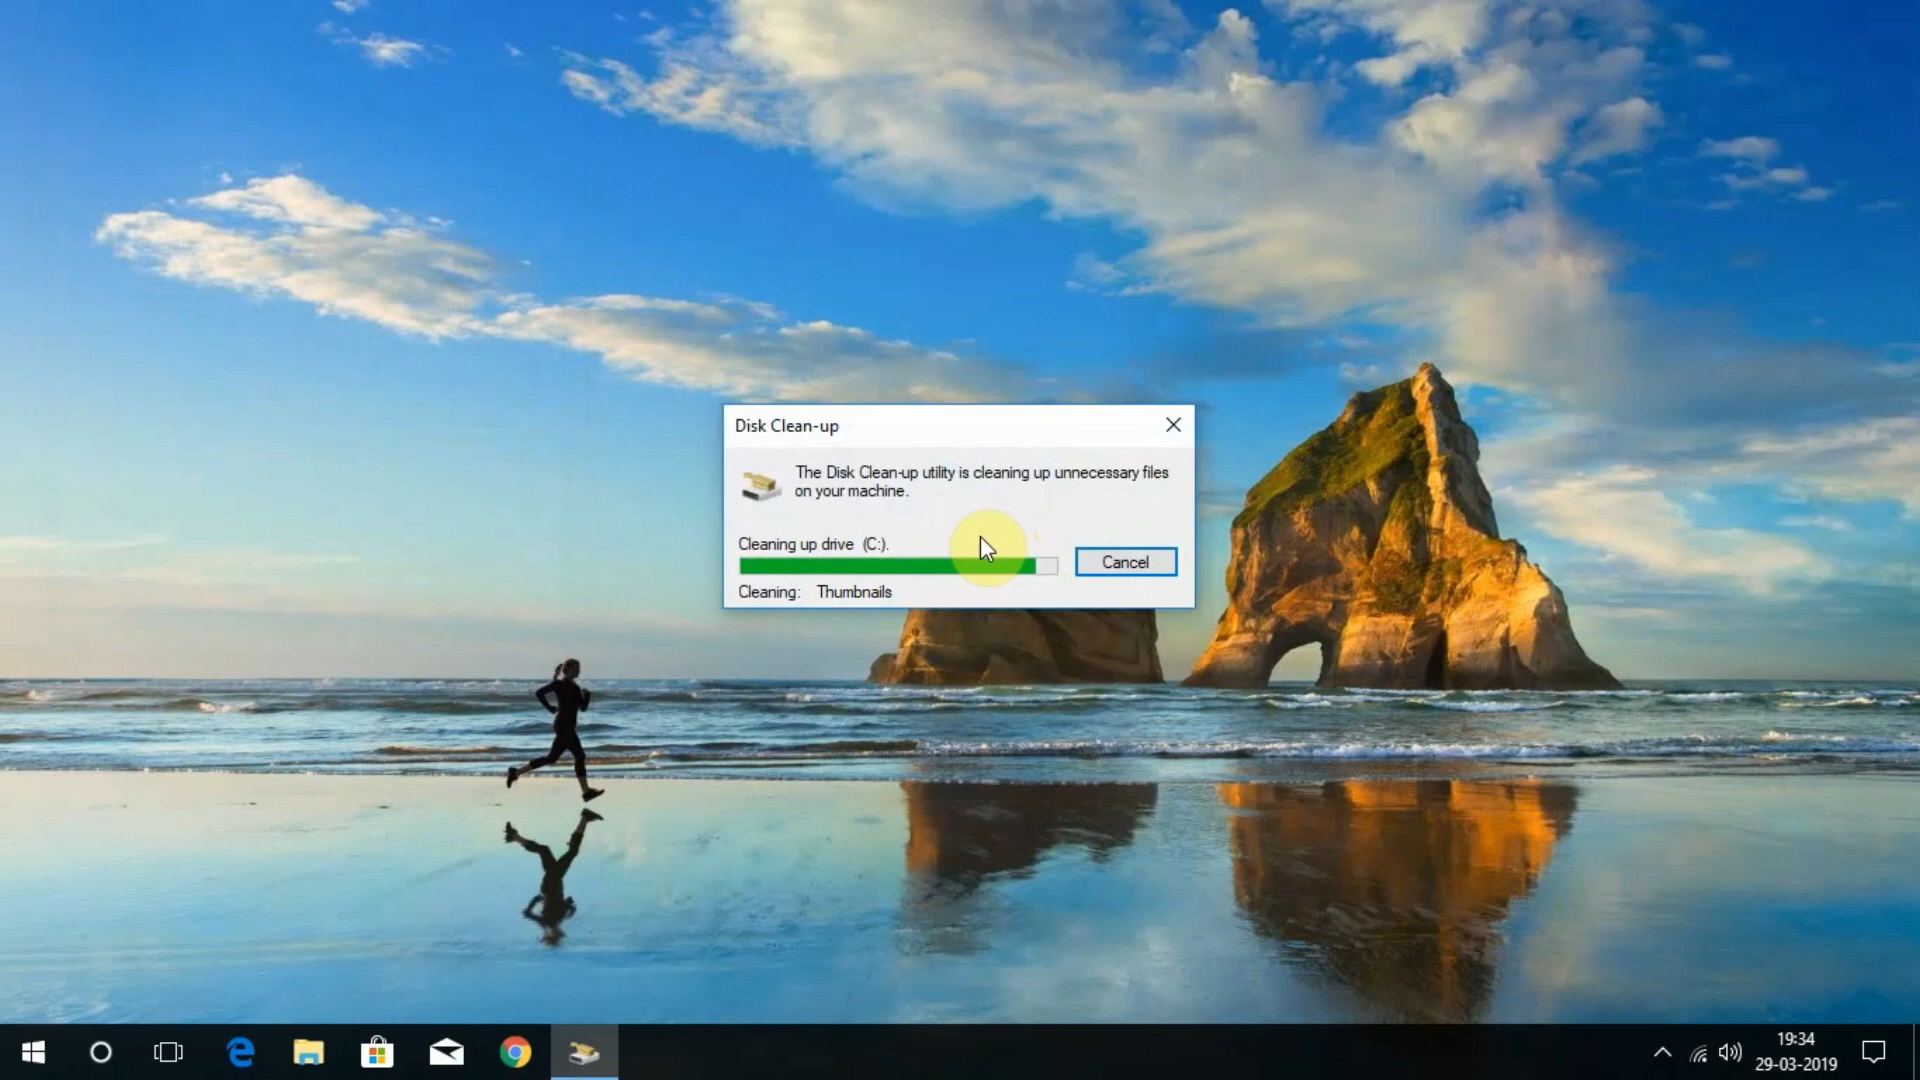 Disk Clean-up
The Disk Clean-up utility is cleaning up unnecessary files
on your machine.
Cleaning up drive (C:).
Cancel
Cleaning: Thumbnails
19:34
29-03-2019